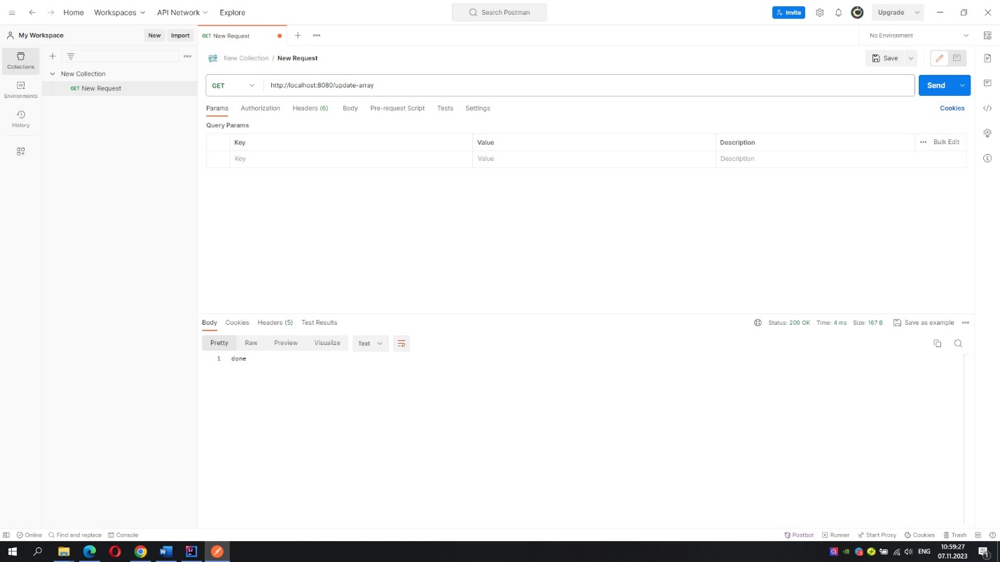 Home Workspaces API Network Explore Search Postman Invite Upgrade
My Workspace New Import GET New Request No Environment
Collections
New Collection
GET New Request
Environments
History
HTTP New Collection / New Request Save
GET http://localhost:8080/update-array Send
Params Authorization Headers (6) Body Pre-request Script Tests Settings Cookies
Query Params
Key Value Description Bulk Edit
Key Value Description
Body Cookies Headers (5) Test Results Status: 200 OK Time: 4 ms Size: 167 B Save as example
Pretty Raw Preview Visualize Text
1 done
Online Find and replace Console Postbot Runner Start Proxy Cookies Trash
ENG 10:59:27
07.11.2023